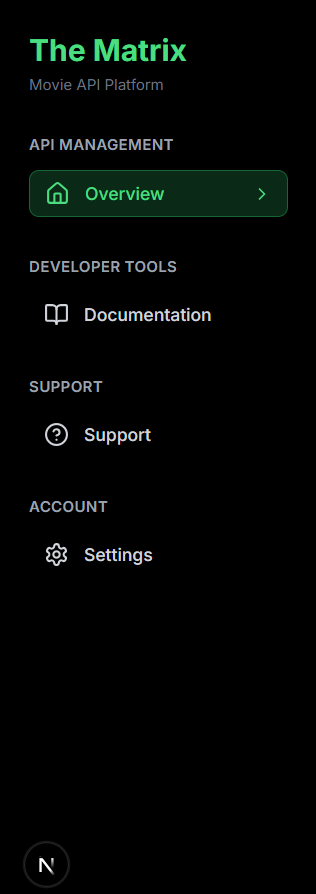 The Matrix
Movie API Platform
API MANAGEMENT
Overview
DEVELOPER TOOLS
Documentation
SUPPORT
Support
ACCOUNT
Settings
N